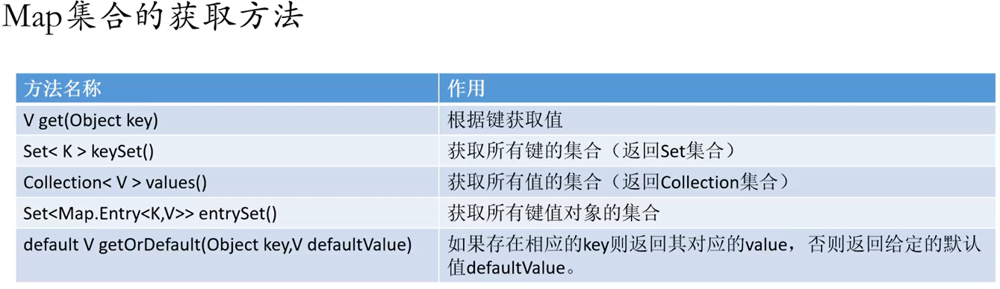 Map集合的获取方法
方法名称 作用
V get(Object key) 根据键获取值
Set< K > keySet() 获取所有键的集合（返回Set集合）
Collection< V > values() 获取所有值的集合（返回Collection集合）
Set<Map.Entry<K,V>> entrySet() 获取所有键值对象的集合
default V getOrDefault(Object key,V defaultValue) 如果存在相应的key则返回其对应的value，否则返回给定的默认
值defaultValue。